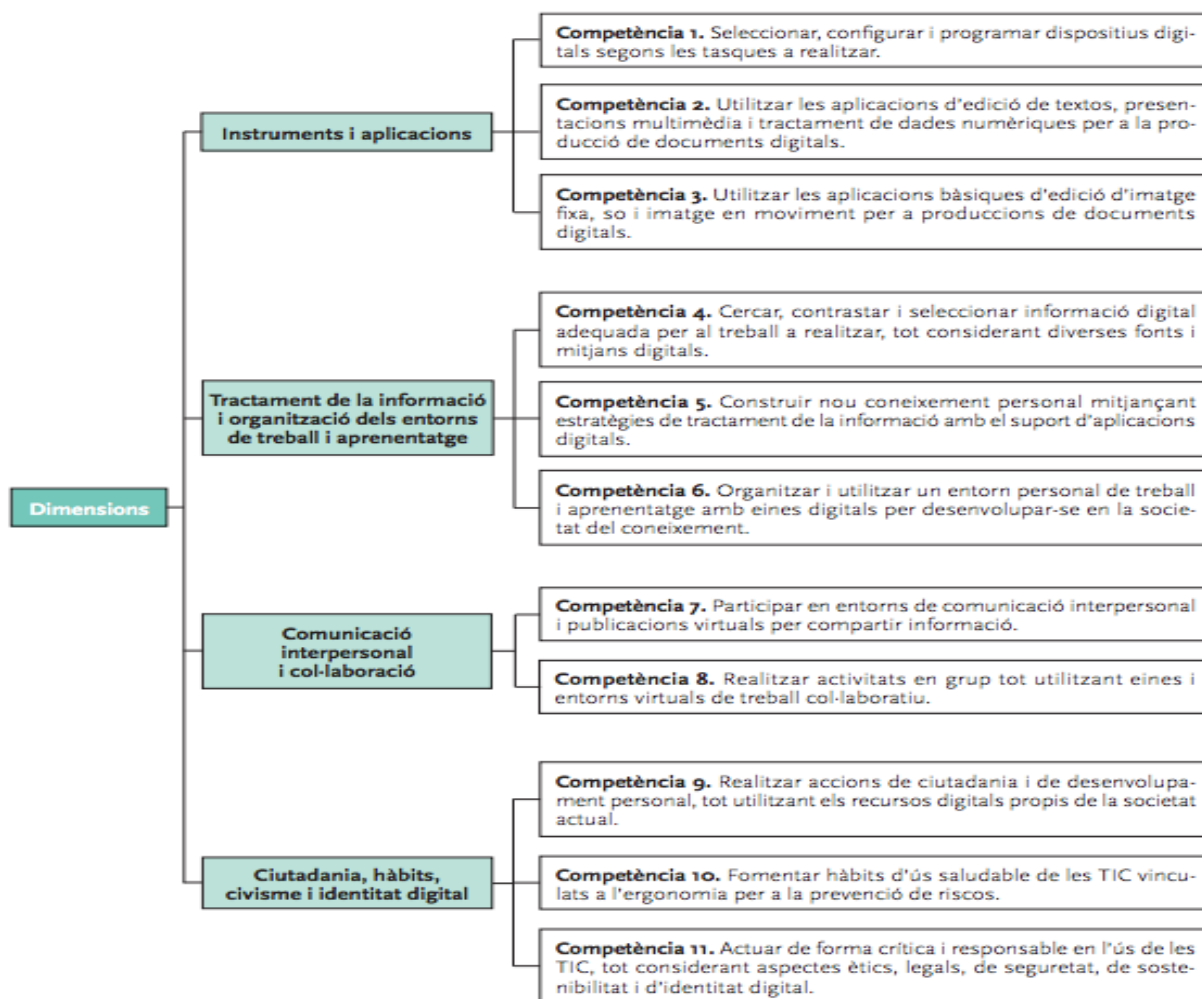 Dimensions
Instruments i aplicacions
Competència 1. Seleccionar, configurar i programar dispositius digi-
tals segons les tasques a realitzar.
Competència 2. Utilitzar les aplicacions d'edició de textos, presen-
tacions multimèdia i tractament de dades numèriques per a la pro-
ducció de documents digitals.
Competència 3. Utilitzar les aplicacions bàsiques d'edició d'imatge
fixa, so i imatge en moviment per a produccions de documents
digitals.
Tractament de la informació
i organització dels entorns
de treball i aprenentatge
Competència 4. Cercar, contrastar i seleccionar informació digital
adequada per al treball a realitzar, tot considerant diverses fonts i
mitjans digitals.
Competència 5. Construir nou coneixement personal mitjançant
estratègies de tractament de la informació amb el suport d'aplicacions
digitals.
Competència 6. Organitzar i utilitzar un entorn personal de treball
i aprenentatge amb eines digitals per desenvolupar-se en la socie-
tat del coneixement.
Comunicació
interpersonal
i col·laboració
Competència 7. Participar en entorns de comunicació interpersonal
i publicacions virtuals per compartir informació.
Competència 8. Realitzar activitats en grup tot utilitzant eines i
entorns virtuals de treball col·laboratiu.
Ciutadania, hàbits,
civisme i identitat digital
Competència 9. Realitzar accions de ciutadania i de desenvolupa-
ment personal, tot utilitzant els recursos digitals propis de la societat
actual.
Competència 10. Fomentar hàbits d'ús saludable de les TIC vincu-
lats a l'ergonomia per a la prevenció de riscos.
Competència 11. Actuar de forma crítica i responsable en l'ús de les
TIC, tot considerant aspectes ètics, legals, de seguretat, de soste-
nibilitat i d'identitat digital.